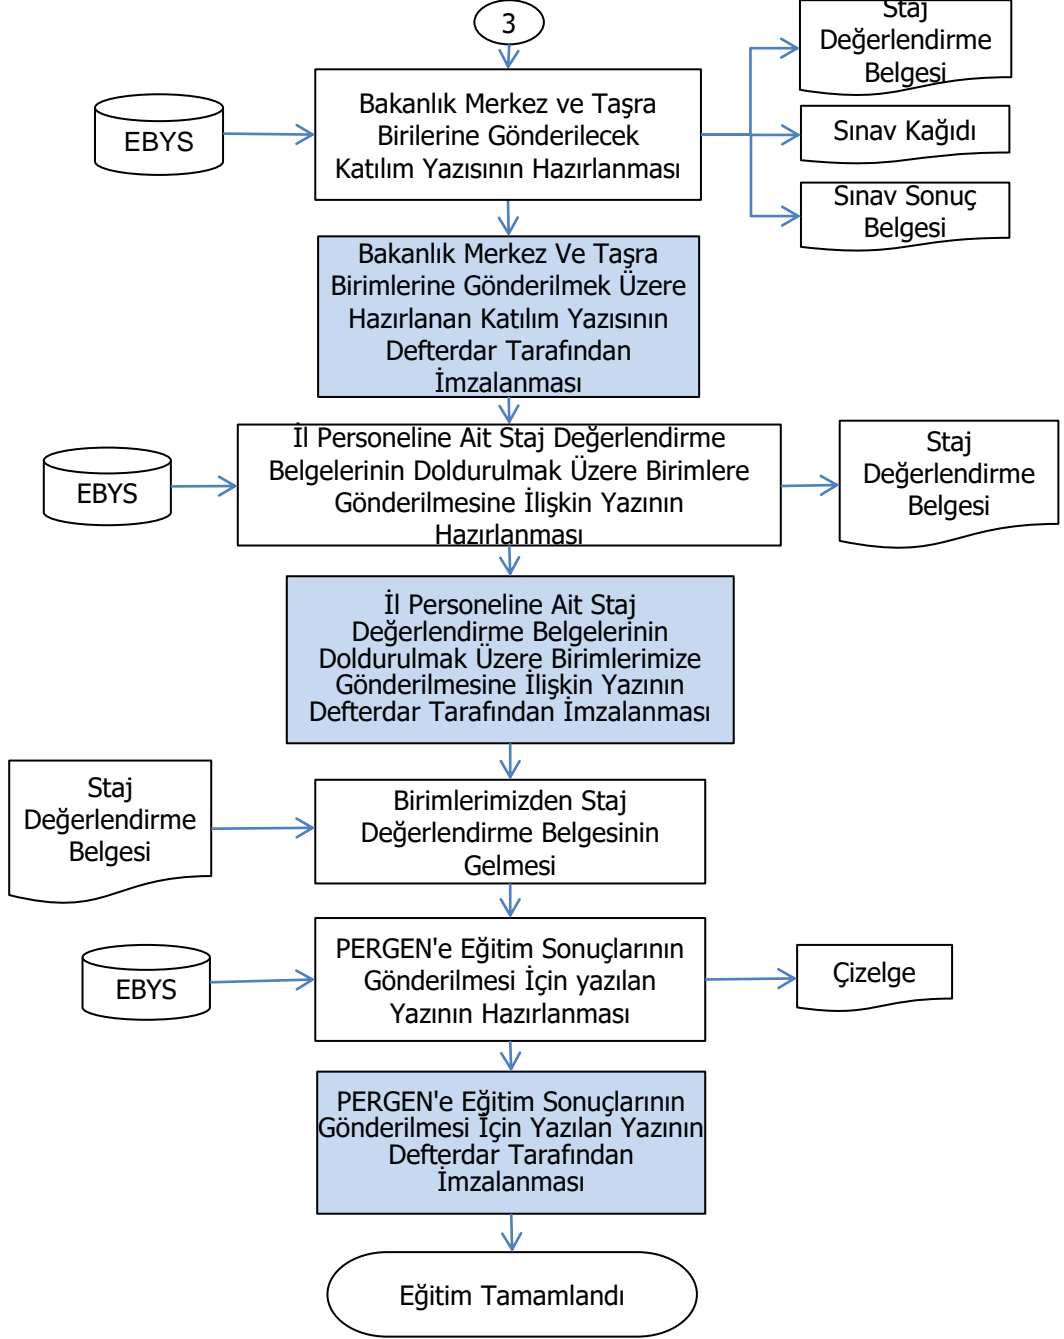 3
Staj
Değerlendirme
Belgesi
EBYS
Bakanlık Merkez ve Taşra
Birilerine Gönderilecek
Katılım Yazısının Hazırlanması
Sınav Kağıdı
Sınav Sonuç
Belgesi
Bakanlık Merkez Ve Taşra
Birimlerine Gönderilmek Üzere
Hazırlanan Katılım Yazısının
Defterdar Tarafından
İmzalanması
EBYS
İl Personeline Ait Staj Değerlendirme
Belgelerinin Doldurulmak Üzere Birimlere
Gönderilmesine İlişkin Yazının
Hazırlanması
Staj
Değerlendirme
Belgesi
İl Personeline Ait Staj
Değerlendirme Belgelerinin
Doldurulmak Üzere Birimlerimize
Gönderilmesine İlişkin Yazının
Defterdar Tarafından İmzalanması
Staj
Değerlendirme
Belgesi
Birimlerimizden Staj
Değerlendirme Belgesinin
Gelmesi
EBYS
PERGEN'e Eğitim Sonuçlarının
Gönderilmesi İçin yazılan
Yazının Hazırlanması
Çizelge
PERGEN'e Eğitim Sonuçlarının
Gönderilmesi İçin Yazılan Yazının
Defterdar Tarafından
İmzalanması
Eğitim Tamamlandı